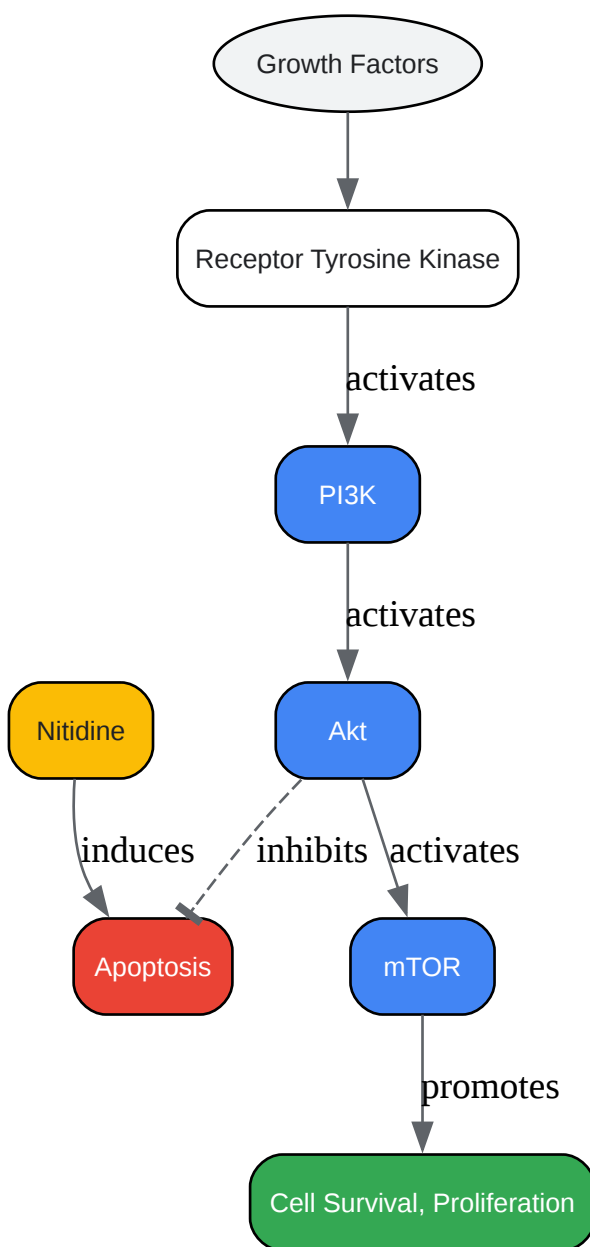 Growth Factors
Receptor Tyrosine Kinase
activates
PI3K
activates
Nitidine
Akt
induces
inhibits
activates
Apoptosis
mTOR
promotes
Cell Survival, Proliferation